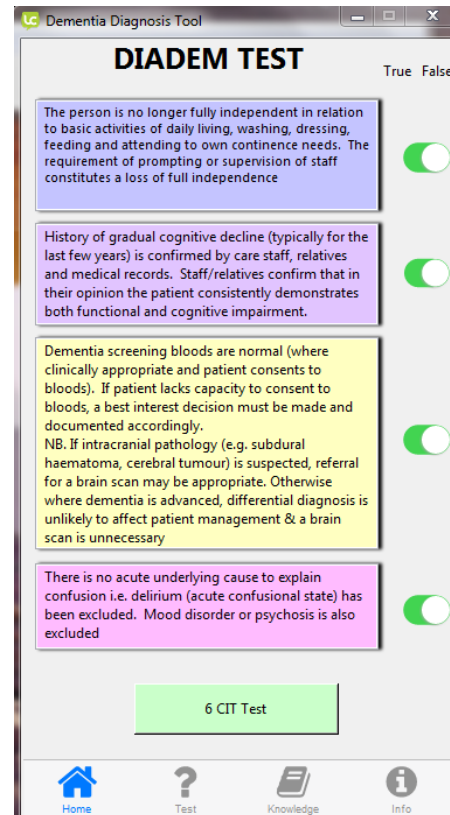 Dementia Diagnosis Tool
DIADEM TEST
True False
The person is no longer fully independent in relation
to basic activities of daily living, washing, dressing,
feeding and attending to own continence needs. The
requirement of prompting or supervision of staff
constitutes a loss of full independence
History of gradual cognitive decline (typically for the
last few years) is confirmed by care staff, relatives
and medical records. Staff/relatives confirm that in
their opinion the patient consistently demonstrates
both functional and cognitive impairment.
Dementia screening bloods are normal (where
clinically appropriate and patient consents to
bloods). If patient lacks capacity to consent to
bloods, a best interest decision must be made and
documented accordingly.
NB. If intracranial pathology (e.g. subdural
haematoma, cerebral tumour) is suspected, referral
for a brain scan may be appropriate. Otherwise
where dementia is advanced, differential diagnosis is
unlikely to affect patient management & a brain
scan is unnecessary
There is no acute underlying cause to explain
confusion i.e. delirium (acute confusional state) has
been excluded. Mood disorder or psychosis is also
excluded
6 CIT Test
Home Test Knowledge Info